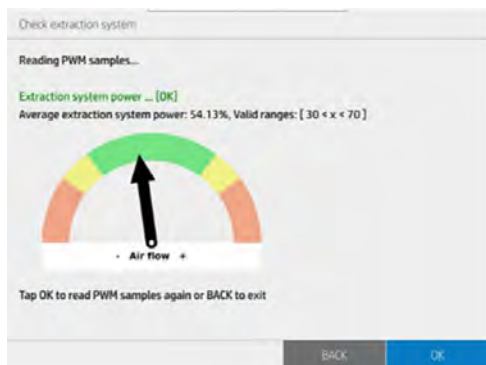 Check extraction system
Reading PWM samples...
Extraction system power ... [OK]
Average extraction system power: 54.13%, Valid ranges: [ 30 < x < 70 ]
- Air flow +
Tap OK to read PWM samples again or BACK to exit
BACK OK